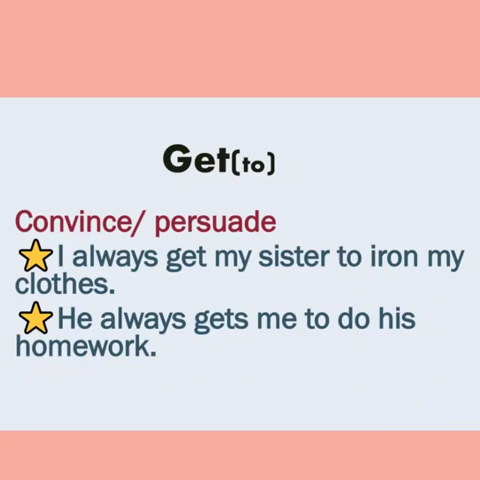 Get(to)
Convince/ persuade
⭐I always get my sister to iron my
clothes.
⭐He always gets me to do his
homework.